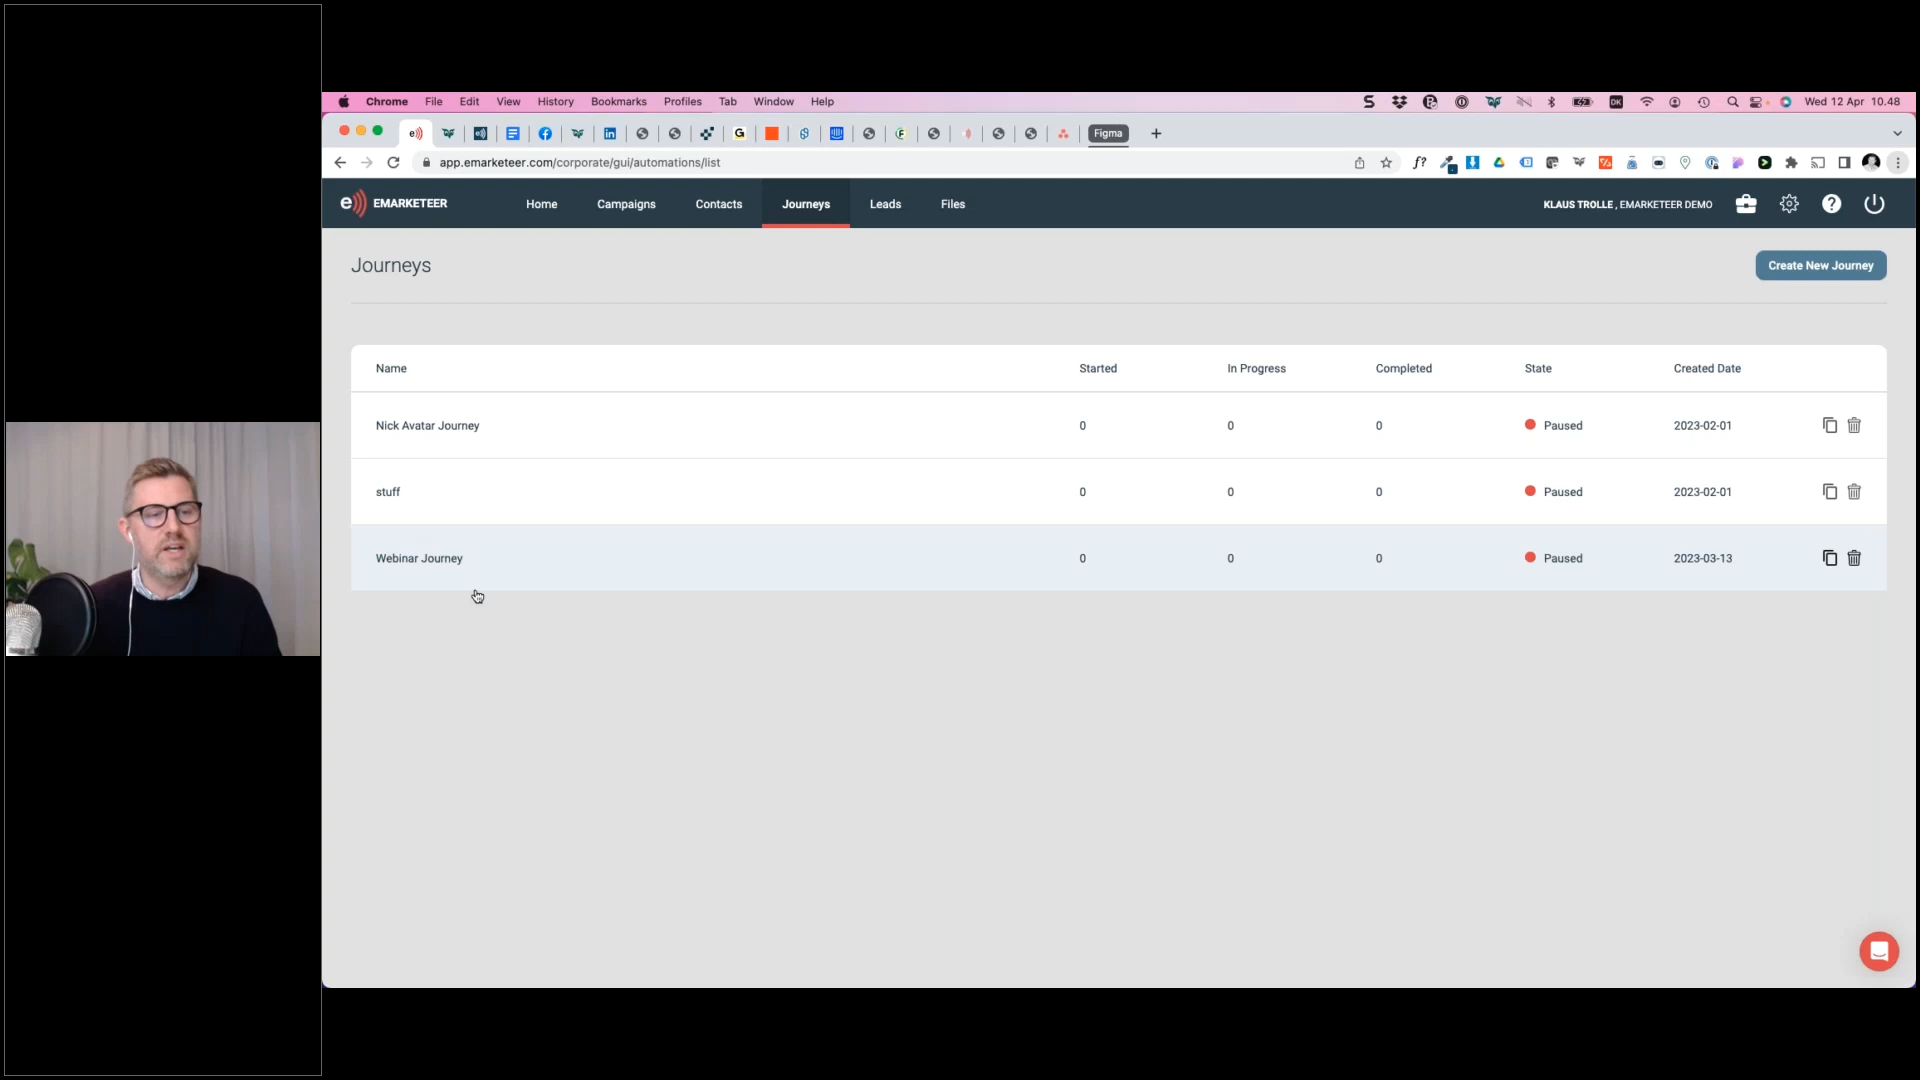 Chrome File Edit View History Bookmarks Profiles Tab Window Help DK Wed 12 Apr 10.48
e)) G Figma
app.emarketeer.com/corporate/gui/automations/list f?
e)) EMARKETEER Home Campaigns Contacts Journeys Leads Files KLAUS TROLLE , EMARKETEER DEMO
Journeys Create New Journey
Name Started In Progress Completed State Created Date
Nick Avatar Journey 0 0 0 Paused 2023-02-01
stuff 0 0 0 Paused 2023-02-01
Webinar Journey 0 0 0 Paused 2023-03-13